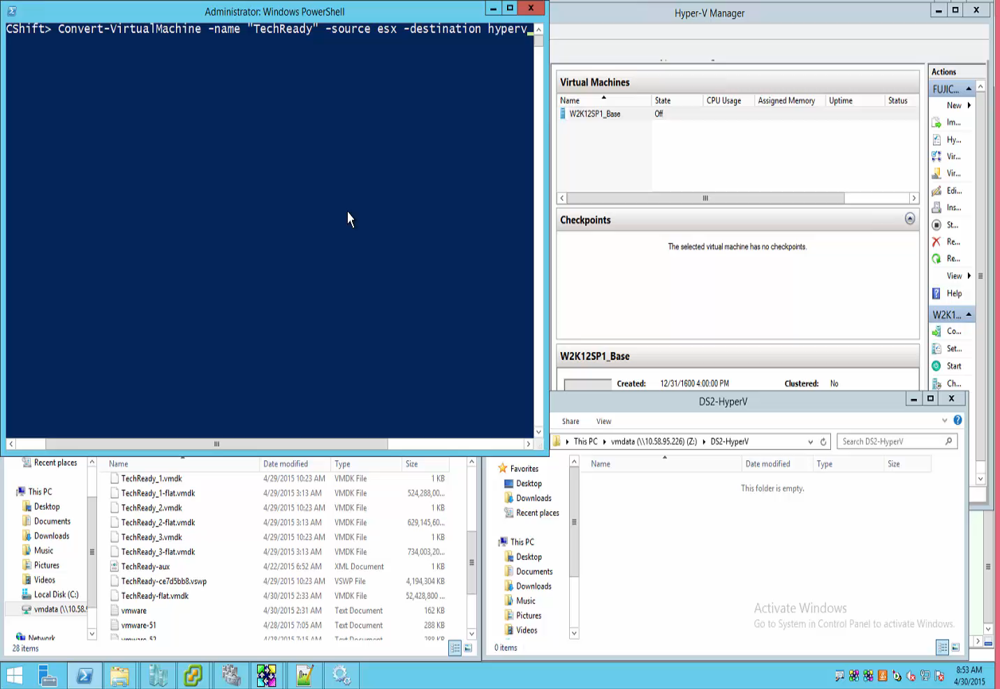 Administrator: Windows PowerShell
CShift> Convert-VirtualMachine -name "TechReady" -source esx -destination hyperv_
Hyper-V Manager
Virtual Machines
Name State CPU Usage Assigned Memory Uptime Status
W2K12SP1_Base Off
Checkpoints
The selected virtual machine has no checkpoints.
W2K12SP1_Base
Created: 12/31/1600 4:00:00 PM Clustered: No
Actions
FUJIC...
New
Im...
Hy...
Vir...
Vir...
Edi...
Ins...
St...
Re...
Re...
View
Help
W2K1...
Co...
Set...
Start
Ch...
DS2-HyperV
Share View
This PC vmdata (\\10.58.95.226) (Z:) DS2-HyperV
Search DS2-HyperV
Favorites
Desktop
Downloads
Recent places
This PC
Desktop
Documents
Downloads
Music
Pictures
Videos
Name Date modified Type Size
This folder is empty.
0 items
Activate Windows
Go to System in Control Panel to activate Windows.
Recent places
This PC
Desktop
Documents
Downloads
Music
Pictures
Videos
Local Disk (C:)
vmdata (\\10.58.9
Network
Name Date modified Type Size
TechReady_1.vmdk 4/29/2015 10:23 AM VMDK File 1 KB
TechReady_1-flat.vmdk 4/29/2015 3:13 AM VMDK File 524,288,00...
TechReady_2.vmdk 4/29/2015 10:23 AM VMDK File 1 KB
TechReady_2-flat.vmdk 4/29/2015 3:13 AM VMDK File 629,145,60...
TechReady_3.vmdk 4/29/2015 10:23 AM VMDK File 1 KB
TechReady_3-flat.vmdk 4/29/2015 3:13 AM VMDK File 734,003,20...
TechReady-aux 4/22/2015 6:52 AM XML Document 1 KB
TechReady-ce7d5bb8.vswp 4/29/2015 10:23 AM VSWP File 4,194,304 KB
TechReady-flat.vmdk 4/30/2015 2:33 AM VMDK File 52,428,800 ...
vmware 4/30/2015 2:31 AM Text Document 162 KB
vmware-51 4/28/2015 7:05 AM Text Document 288 KB
vmware-52 4/28/2015 7:15 AM Text Document 288 KB
28 items
8:53 AM
4/30/2015